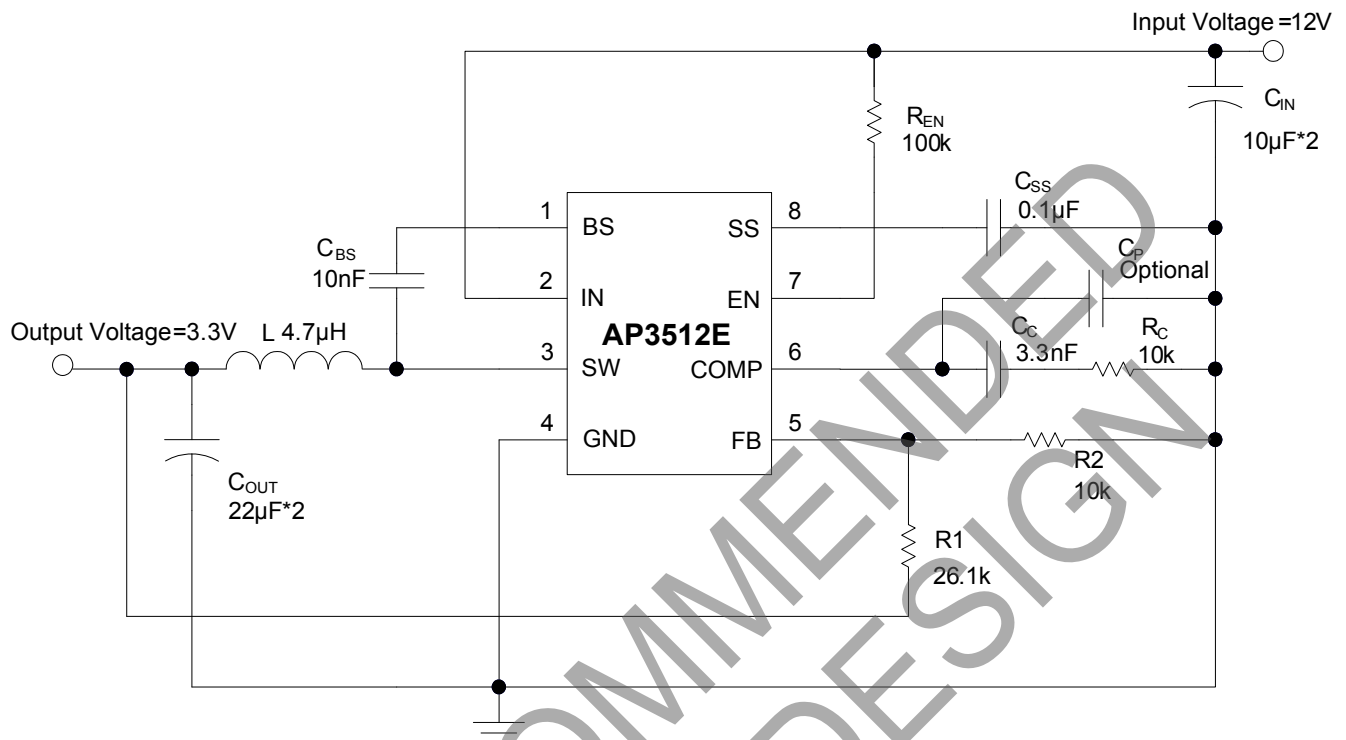 Input Voltage =12V
C_IN
10µF*2
R_EN
100k
C_SS
0.1µF
C_P
Optional
C_C
3.3nF
R_C
10k
C_BS
10nF
1
BS
2
IN
3
SW
4
GND
AP3512E
8
SS
7
EN
6
COMP
5
FB
Output Voltage=3.3V
L 4.7µH
C_OUT
22µF*2
R2
10k
R1
26.1k
OMMENDED
DESIGN